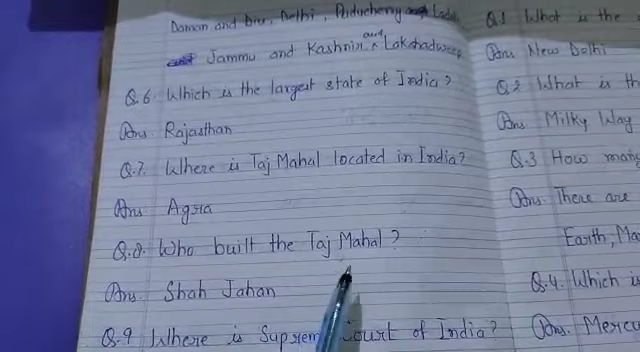 Daman and Diu, Delhi, Puducherry
Jammu and Kashmir and Lakshadweep
Q.6. Which is the largest state of India?
Ans Rajasthan
Q.7. Where is Taj Mahal located in India?
Ans Agra
Q.8. Who built the Taj Mahal?
Ans Shah Jahan
Q.9 Where is Supreme Court of India?
Q.1 What is the
Ans New Delhi
Q.2 What is th
Ans Milky Way
Q.3 How many
Ans. There are
Earth, Ma
Q.4. Which is
Ans. Mercu